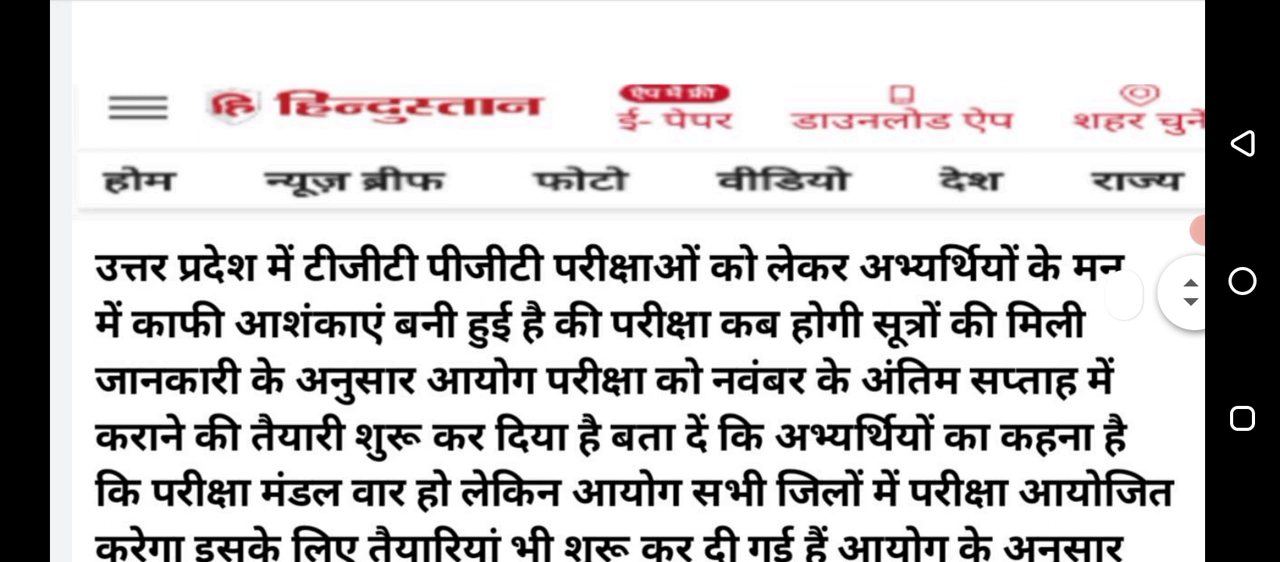 हि हिन्दुस्तान
ऐप में फ्री
ई- पेपर
डाउनलोड ऐप
शहर चुनें
होम न्यूज़ ब्रीफ फोटो वीडियो देश राज्य
उत्तर प्रदेश में टीजीटी पीजीटी परीक्षाओं को लेकर अभ्यर्थियों के मन
में काफी आशंकाएं बनी हुई है की परीक्षा कब होगी सूत्रों की मिली
जानकारी के अनुसार आयोग परीक्षा को नवंबर के अंतिम सप्ताह में
कराने की तैयारी शुरू कर दिया है बता दें कि अभ्यर्थियों का कहना है
कि परीक्षा मंडल वार हो लेकिन आयोग सभी जिलों में परीक्षा आयोजित
करेगा इसके लिए तैयारियां भी शुरू कर दी गई हैं आयोग के अनुसार